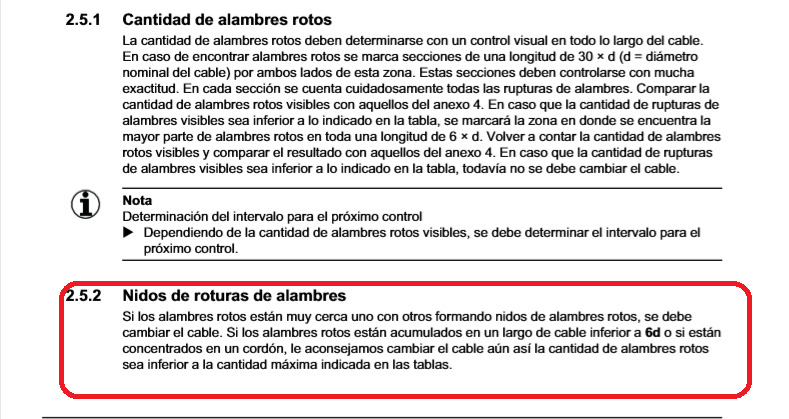 2.5.1 Cantidad de alambres rotos
La cantidad de alambres rotos deben determinarse con un control visual en todo lo largo del cable.
En caso de encontrar alambres rotos se marca secciones de una longitud de 30 × d (d = diámetro
nominal del cable) por ambos lados de esta zona. Estas secciones deben controlarse con mucha
exactitud. En cada sección se cuenta cuidadosamente todas las rupturas de alambres. Comparar la
cantidad de alambres rotos visibles con aquellos del anexo 4. En caso que la cantidad de rupturas de
alambres visibles sea inferior a lo indicado en la tabla, se marcará la zona en donde se encuentra la
mayor parte de alambres rotos en toda una longitud de 6 × d. Volver a contar la cantidad de alambres
rotos visibles y comparar el resultado con aquellos del anexo 4. En caso que la cantidad de rupturas
de alambres visibles sea inferior a lo indicado en la tabla, todavía no se debe cambiar el cable.
Nota
Determinación del intervalo para el próximo control
► Dependiendo de la cantidad de alambres rotos visibles, se debe determinar el intervalo para el
próximo control.
2.5.2 Nidos de roturas de alambres
Si los alambres rotos están muy cerca uno con otros formando nidos de alambres rotos, se debe
cambiar el cable. Si los alambres rotos están acumulados en un largo de cable inferior a 6d o si están
concentrados en un cordón, le aconsejamos cambiar el cable aún así la cantidad de alambres rotos
sea inferior a la cantidad máxima indicada en las tablas.